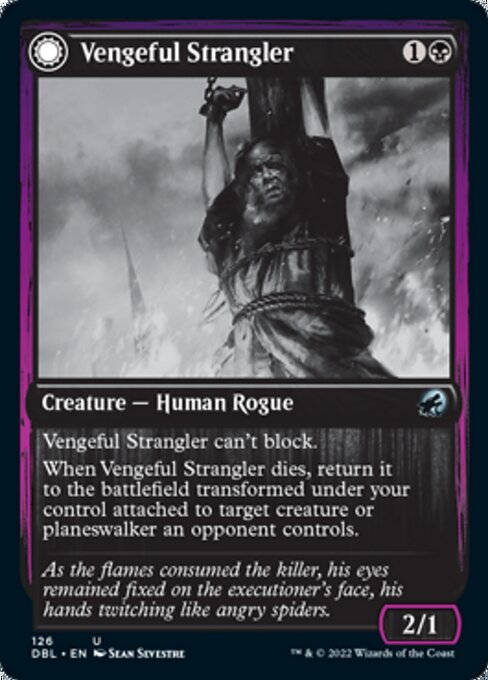 Vengeful Strangler 1
Creature — Human Rogue
Vengeful Strangler can't block.
When Vengeful Strangler dies, return it
to the battlefield transformed under your
control attached to target creature or
planeswalker an opponent controls.
As the flames consumed the killer, his eyes
remained fixed on the executioner's face, his
hands twitching like angry spiders.
2/1
126 U
DBL • EN Sean Sivestre
™ & © 2022 Wizards of the Coast